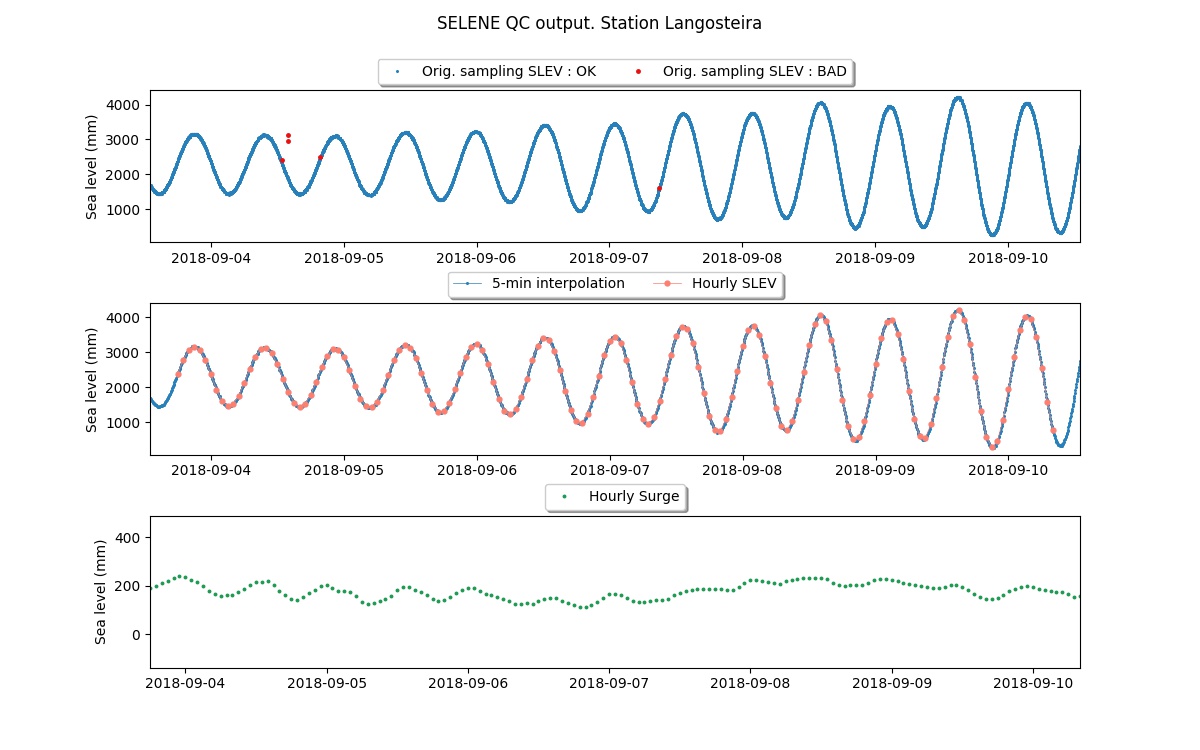 SELENE QC output. Station Langosteira
Orig. sampling SLEV : OK Orig. sampling SLEV : BAD
Sea level (mm)
4000
3000
2000
1000
2018-09-04 2018-09-05 2018-09-06 2018-09-07 2018-09-08 2018-09-09 2018-09-10
5-min interpolation Hourly SLEV
Sea level (mm)
4000
3000
2000
1000
2018-09-04 2018-09-05 2018-09-06 2018-09-07 2018-09-08 2018-09-09 2018-09-10
Hourly Surge
Sea level (mm)
400
200
0
2018-09-04 2018-09-05 2018-09-06 2018-09-07 2018-09-08 2018-09-09 2018-09-10